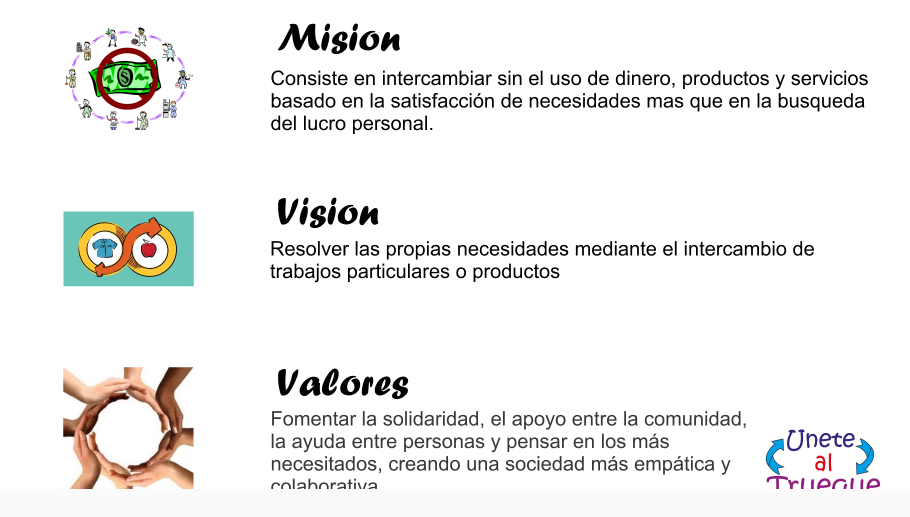 Mision
Consiste en intercambiar sin el uso de dinero, productos y servicios
basado en la satisfacción de necesidades mas que en la busqueda
del lucro personal.
Vision
Resolver las propias necesidades mediante el intercambio de
trabajos particulares o productos
Valores
Fomentar la solidaridad, el apoyo entre la comunidad,
la ayuda entre personas y pensar en los más
necesitados, creando una sociedad más empática y
colaborativa
Unete
al
Trueque